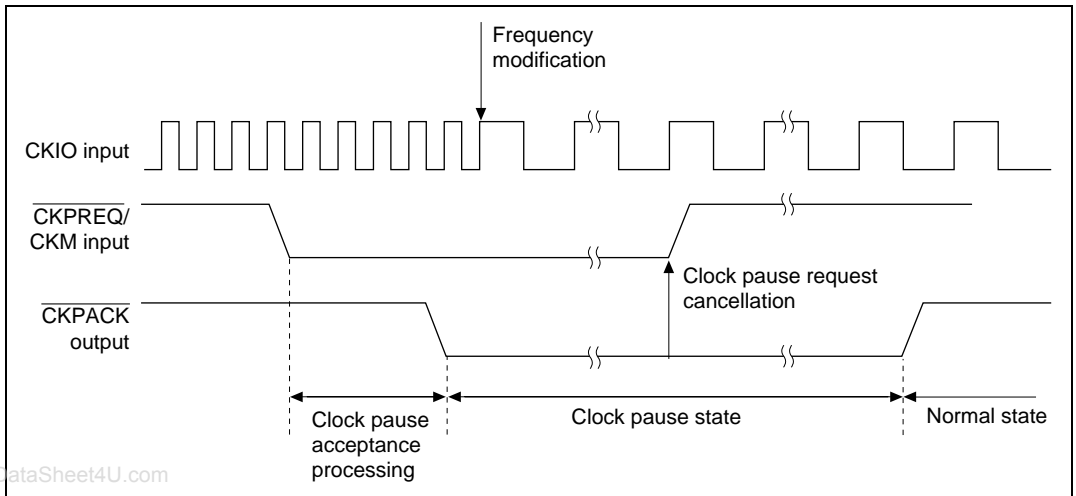 Frequency
modification
CKIO input
CKPREQ/
CKM input
Clock pause request
cancellation
CKPACK
output
Clock pause
acceptance
processing
Clock pause state
Normal state
DataSheet4U.com